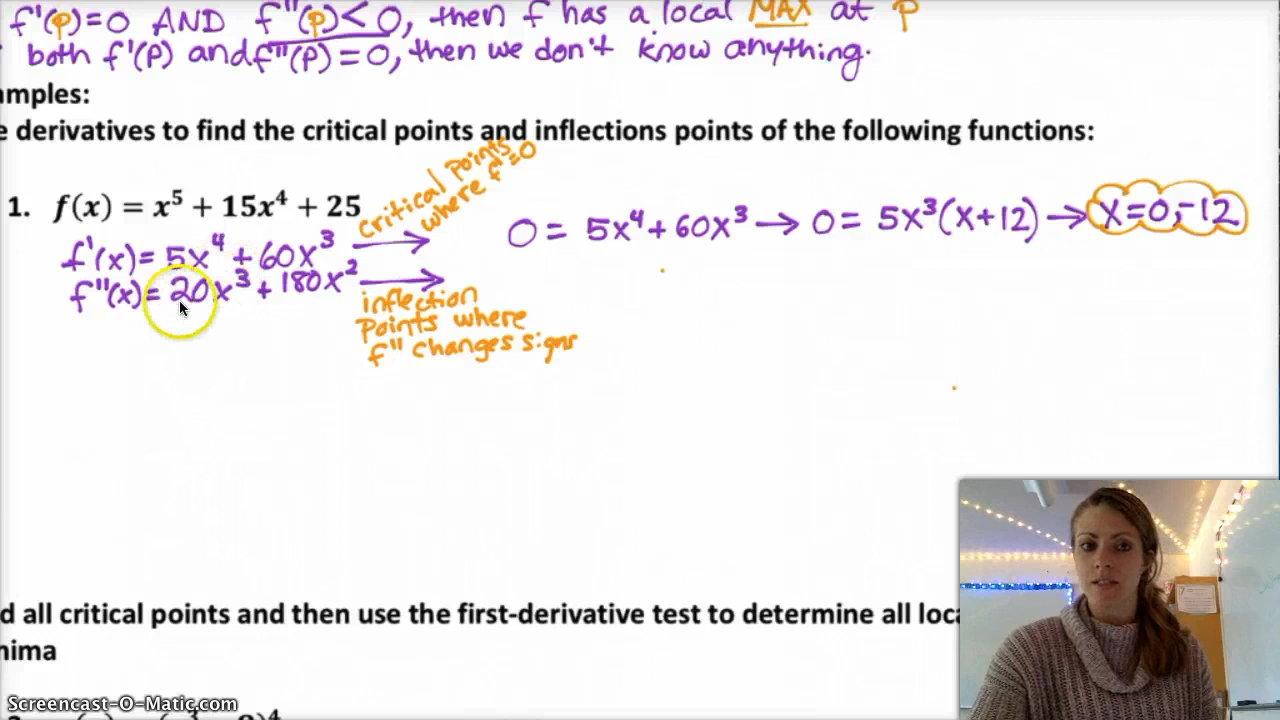 f'(p)=0 AND f''(p)<0, then f has a local MAX at p
both f'(p) and f''(p)=0, then we don't know anything.
amples:
e derivatives to find the critical points and inflections points of the following functions:
1. f(x) = x⁵ + 15x⁴ + 25
critical points where f'=0
f'(x)= 5x⁴ + 60x³ →
0 = 5x⁴ + 60x³ → 0 = 5x³(x+12) → x=0,-12
f''(x)= 20x³ + 180x² →
inflection
points where
f'' changes signs
d all critical points and then use the first-derivative test to determine all loca
nima
Screencast-O-Matic.com